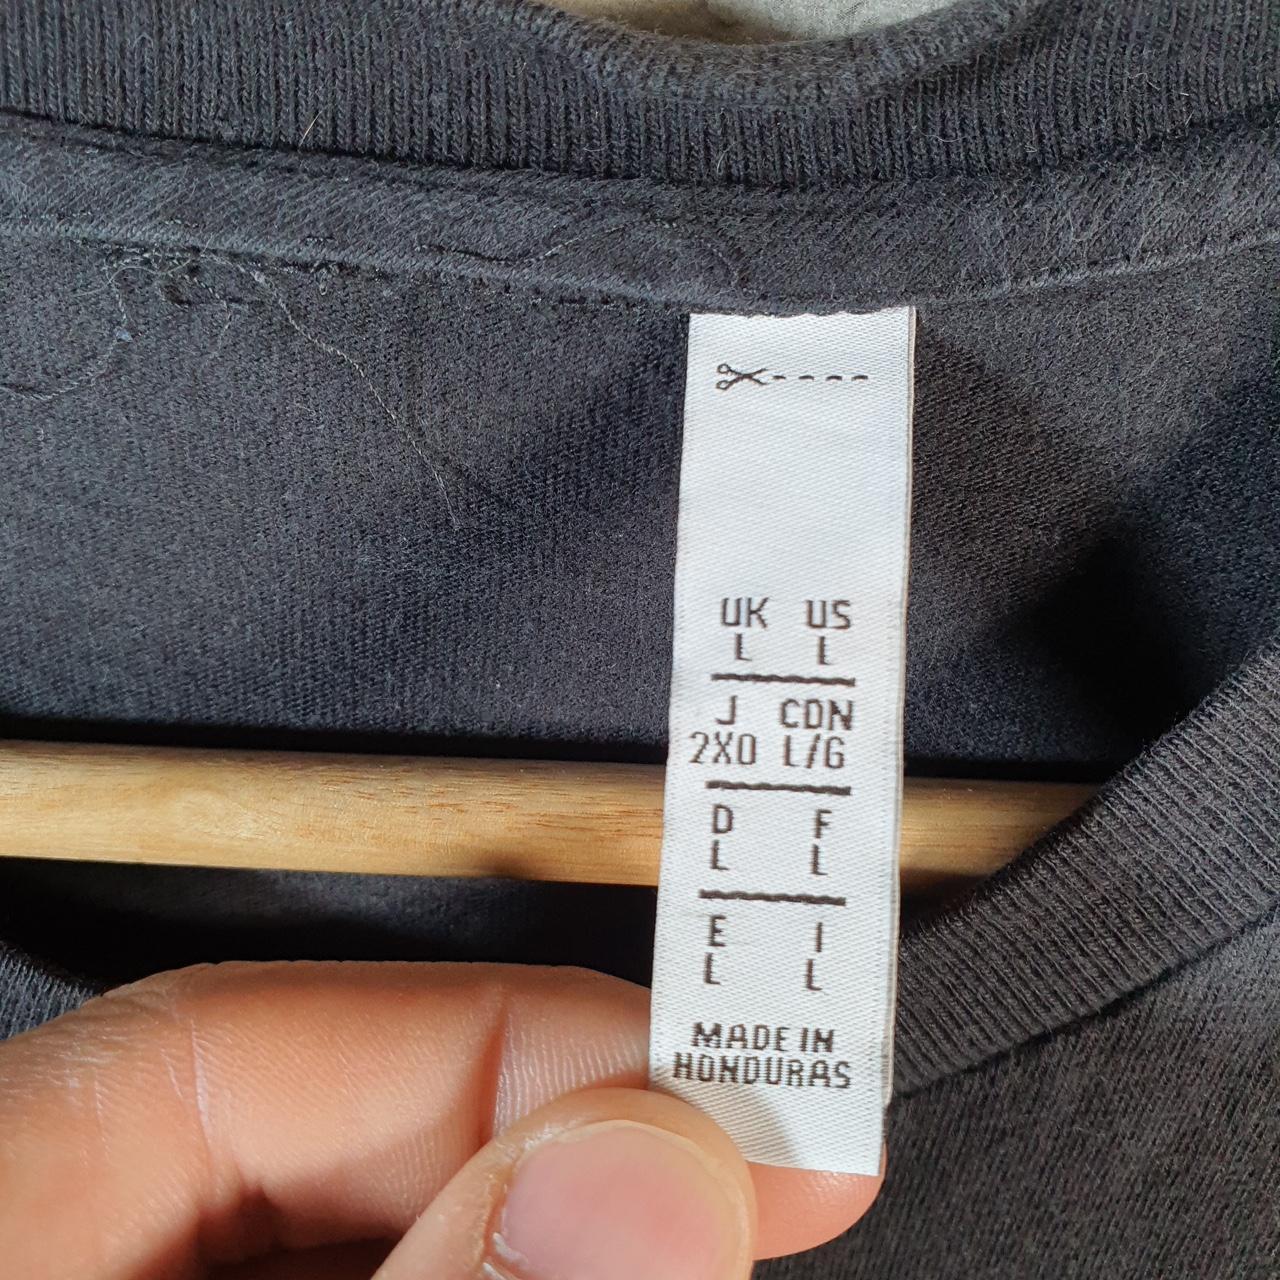 UK US
L L
J CDN
2XO L/G
D F
L L
E I
L L
MADE IN
HONDURAS